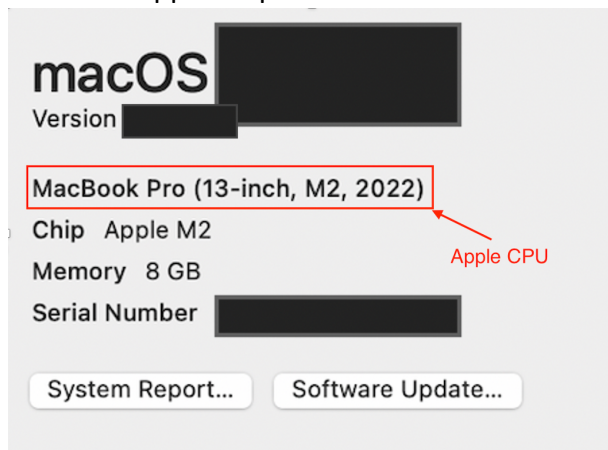 macOS
Version
MacBook Pro (13-inch, M2, 2022)
Chip Apple M2
Apple CPU
Memory 8 GB
Serial Number
System Report... Software Update...